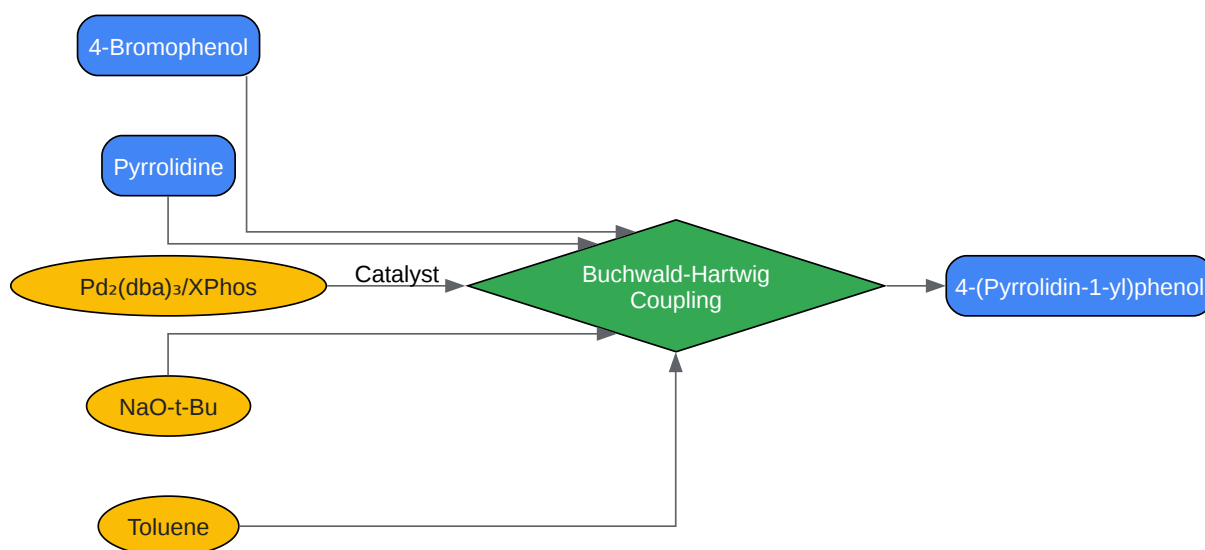 4-Bromophenol
Pyrrolidine
Pd₂(dba)₃/XPhos
Catalyst
Buchwald-Hartwig
Coupling
4-(Pyrrolidin-1-yl)phenol
NaO-t-Bu
Toluene